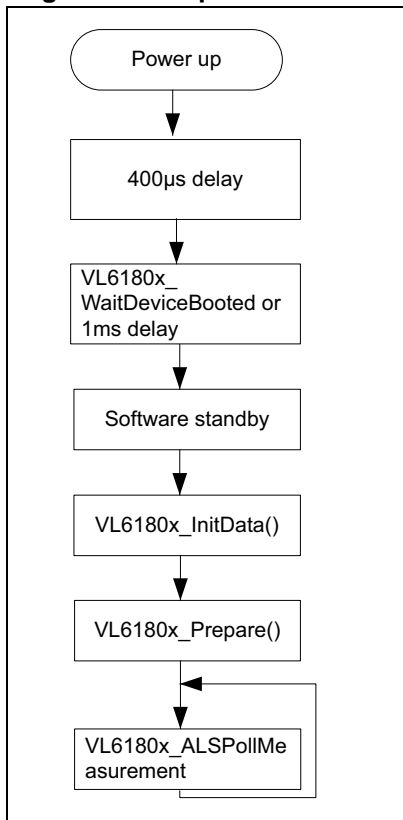 Power up
400µs delay
VL6180x_
WaitDeviceBooted or
1ms delay
Software standby
VL6180x_InitData()
VL6180x_Prepare()
VL6180x_ALSPollMe
asurement